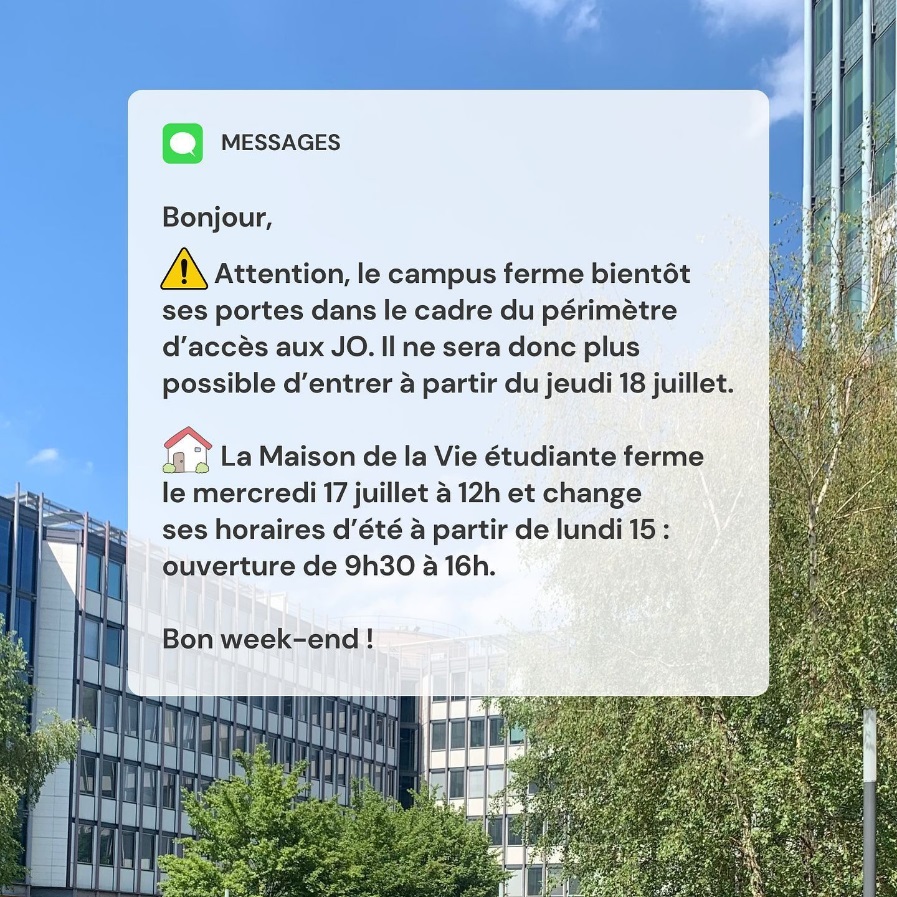 MESSAGES
Bonjour,
⚠️ Attention, le campus ferme bientôt
ses portes dans le cadre du périmètre
d’accès aux JO. Il ne sera donc plus
possible d’entrer à partir du jeudi 18 juillet.
🏠 La Maison de la Vie étudiante ferme
le mercredi 17 juillet à 12h et change
ses horaires d’été à partir de lundi 15 :
ouverture de 9h30 à 16h.
Bon week-end !